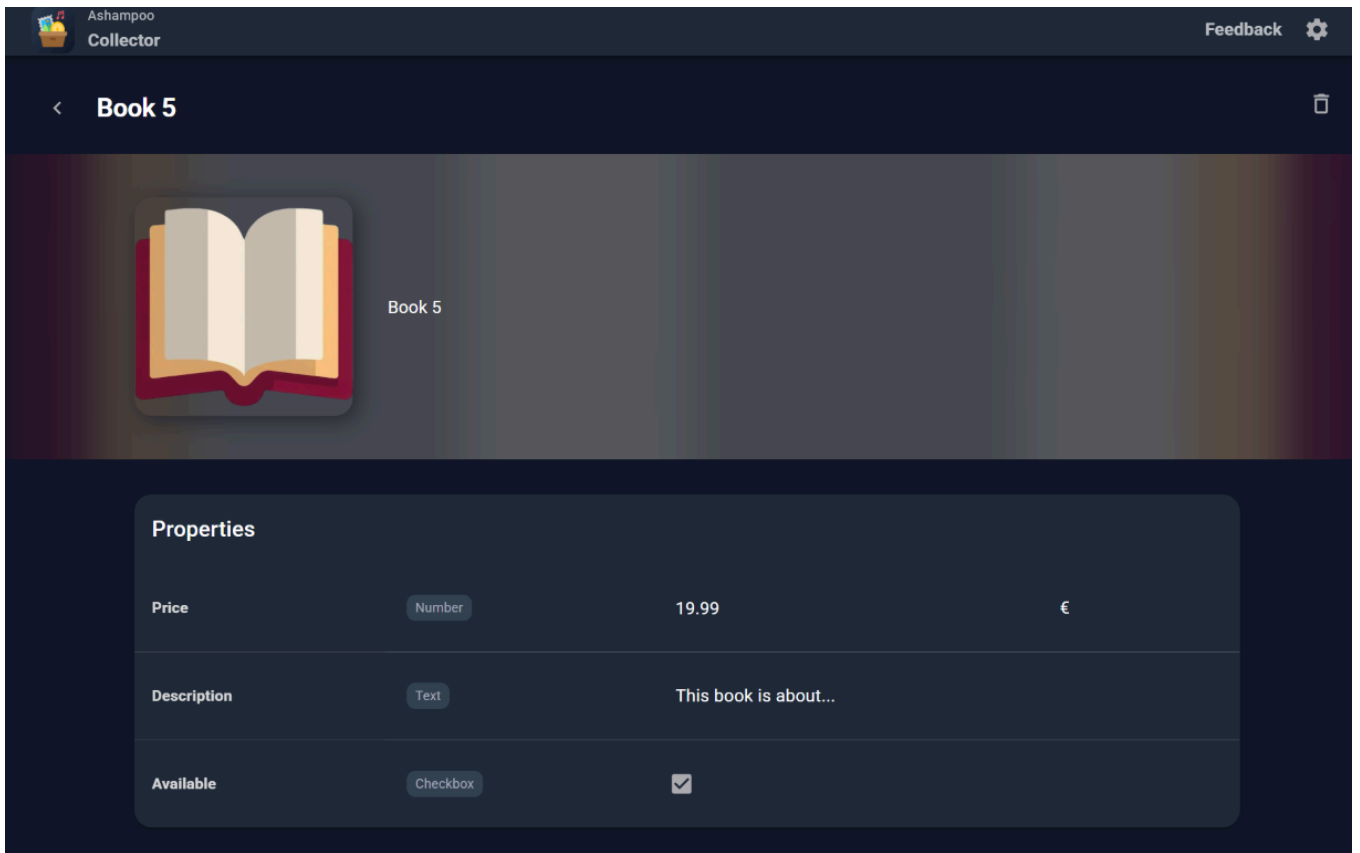 Ashampoo
Collector
Feedback
Book 5
Book 5
Properties
Price Number 19.99 €
Description Text This book is about...
Available Checkbox